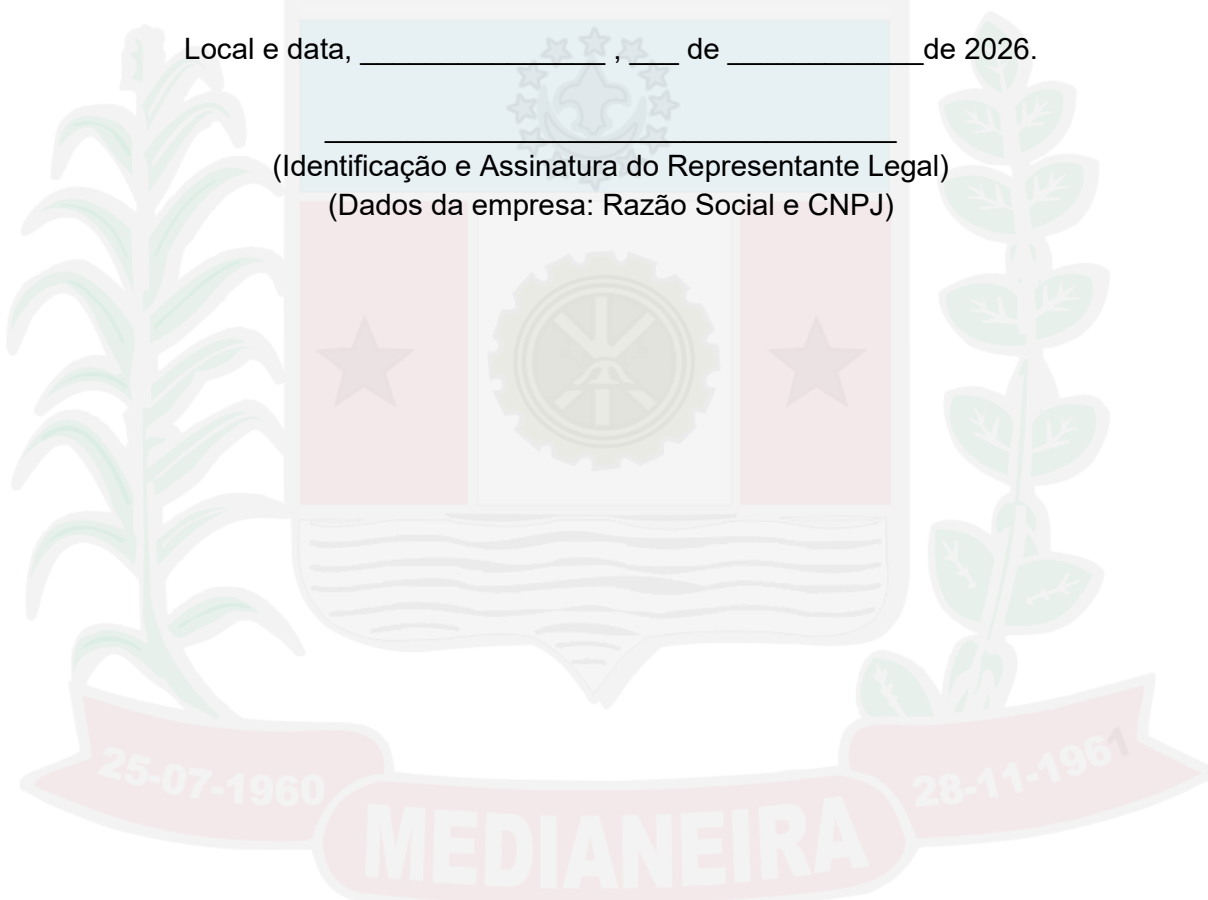 Local e data, _________________ , ___ de ____________de 2026.
___________________________________
(Identificação e Assinatura do Representante Legal)
(Dados da empresa: Razão Social e CNPJ)
25-07-1960
28-11-1961
MEDIANEIRA